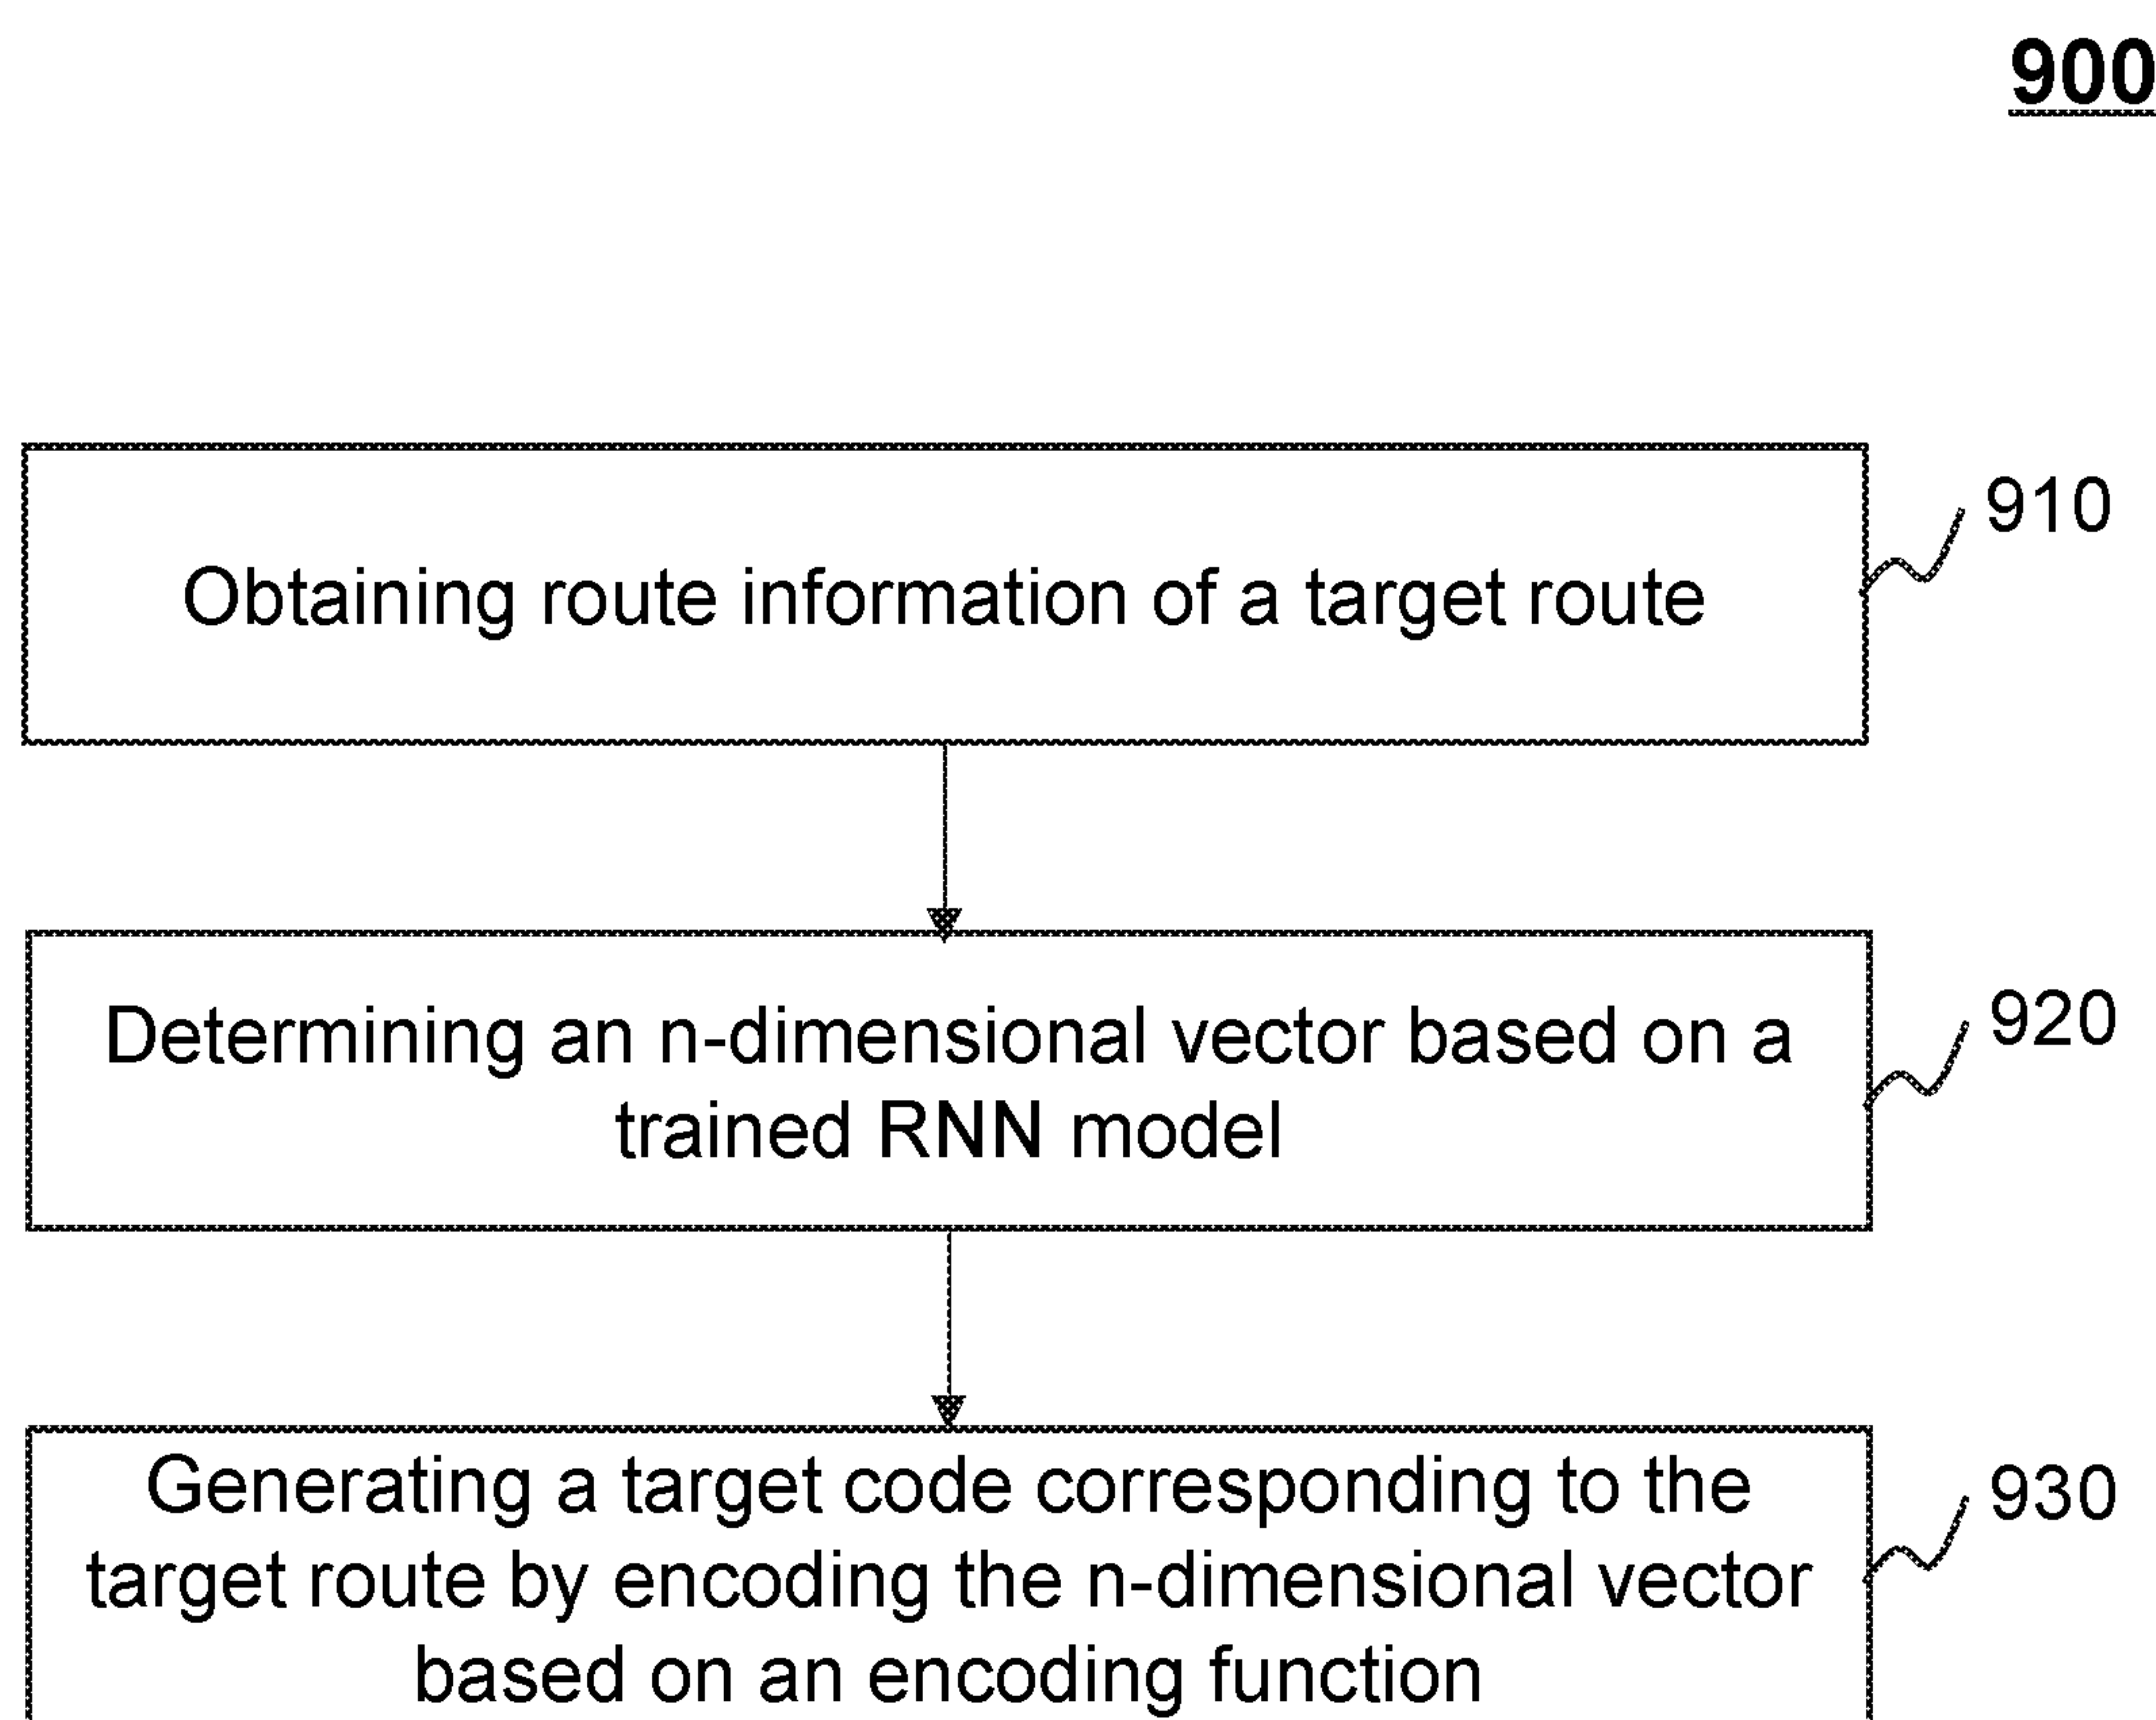 900
Obtaining route information of a target route
910
Determining an n-dimensional vector based on a
trained RNN model
920
Generating a target code corresponding to the
target route by encoding the n-dimensional vector
based on an encoding function
930